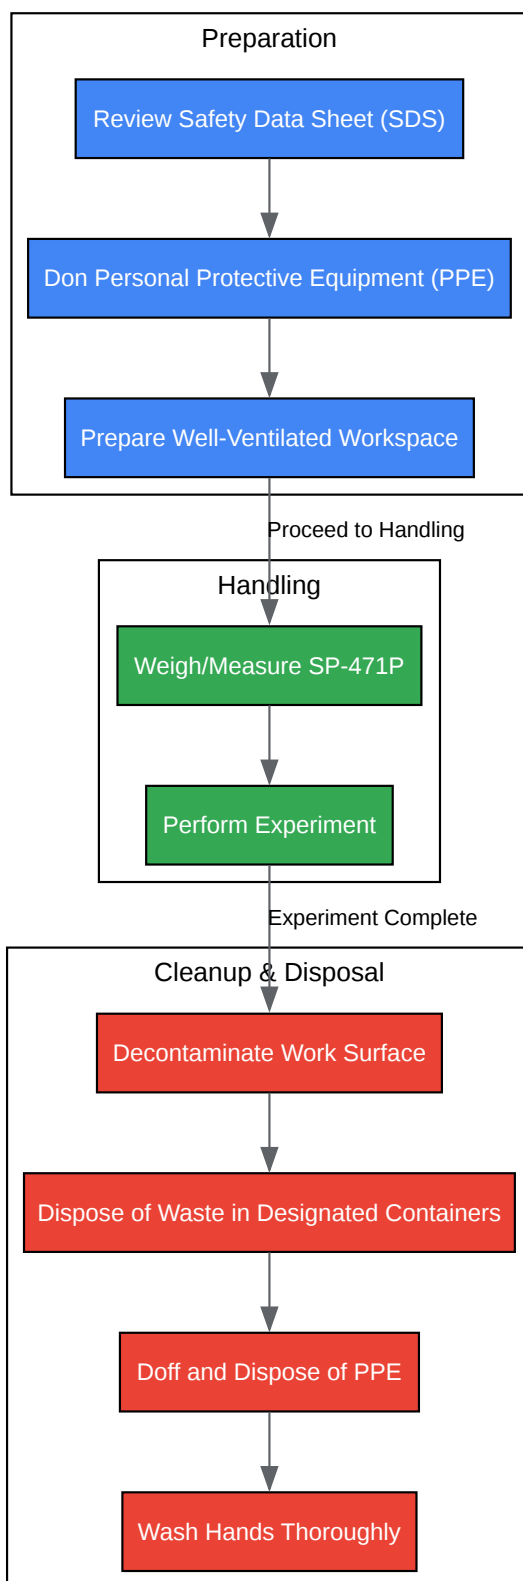 Preparation
Review Safety Data Sheet (SDS)
Don Personal Protective Equipment (PPE)
Prepare Well-Ventilated Workspace
Proceed to Handling
Handling
Weigh/Measure SP-471P
Perform Experiment
Experiment Complete
Cleanup & Disposal
Decontaminate Work Surface
Dispose of Waste in Designated Containers
Doff and Dispose of PPE
Wash Hands Thoroughly